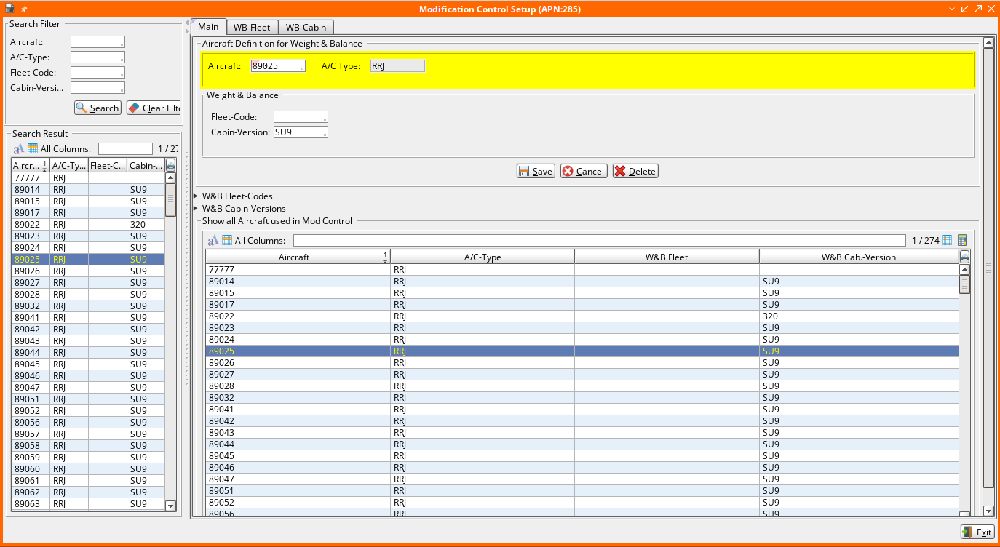 Modification Control Setup (APN:285)
Search Filter
Aircraft:
A/C-Type:
Fleet-Code:
Cabin-Versi...
Search Clear Filte
Search Result
All Columns: 1 / 27
Aircr... 1 A/C-Ty... Fleet-C... Cabin-...
77777 RRJ
89014 RRJ SU9
89015 RRJ SU9
89017 RRJ SU9
89022 RRJ 320
89023 RRJ SU9
89024 RRJ SU9
89025 RRJ SU9
89026 RRJ SU9
89027 RRJ SU9
89028 RRJ SU9
89032 RRJ SU9
89041 RRJ SU9
89042 RRJ SU9
89043 RRJ SU9
89044 RRJ SU9
89045 RRJ SU9
89046 RRJ SU9
89047 RRJ SU9
89051 RRJ SU9
89052 RRJ SU9
89056 RRJ SU9
89057 RRJ SU9
89058 RRJ SU9
89059 RRJ SU9
89060 RRJ SU9
89061 RRJ SU9
89062 RRJ SU9
89063 RRJ SU9
Main WB-Fleet WB-Cabin
Aircraft Definition for Weight & Balance
Aircraft: 89025 A/C Type: RRJ
Weight & Balance
Fleet-Code:
Cabin-Version: SU9
Save Cancel Delete
W&B Fleet-Codes
W&B Cabin-Versions
Show all Aircraft used in Mod Control
All Columns: 1 / 274
Aircraft 1 A/C-Type W&B Fleet W&B Cab.-Version
77777 RRJ
89014 RRJ SU9
89015 RRJ SU9
89017 RRJ SU9
89022 RRJ 320
89023 RRJ SU9
89024 RRJ SU9
89025 RRJ SU9
89026 RRJ SU9
89027 RRJ SU9
89028 RRJ SU9
89032 RRJ SU9
89041 RRJ SU9
89042 RRJ SU9
89043 RRJ SU9
89044 RRJ SU9
89045 RRJ SU9
89046 RRJ SU9
89047 RRJ SU9
89051 RRJ SU9
89052 RRJ SU9
89056 RRJ SU9
Exit